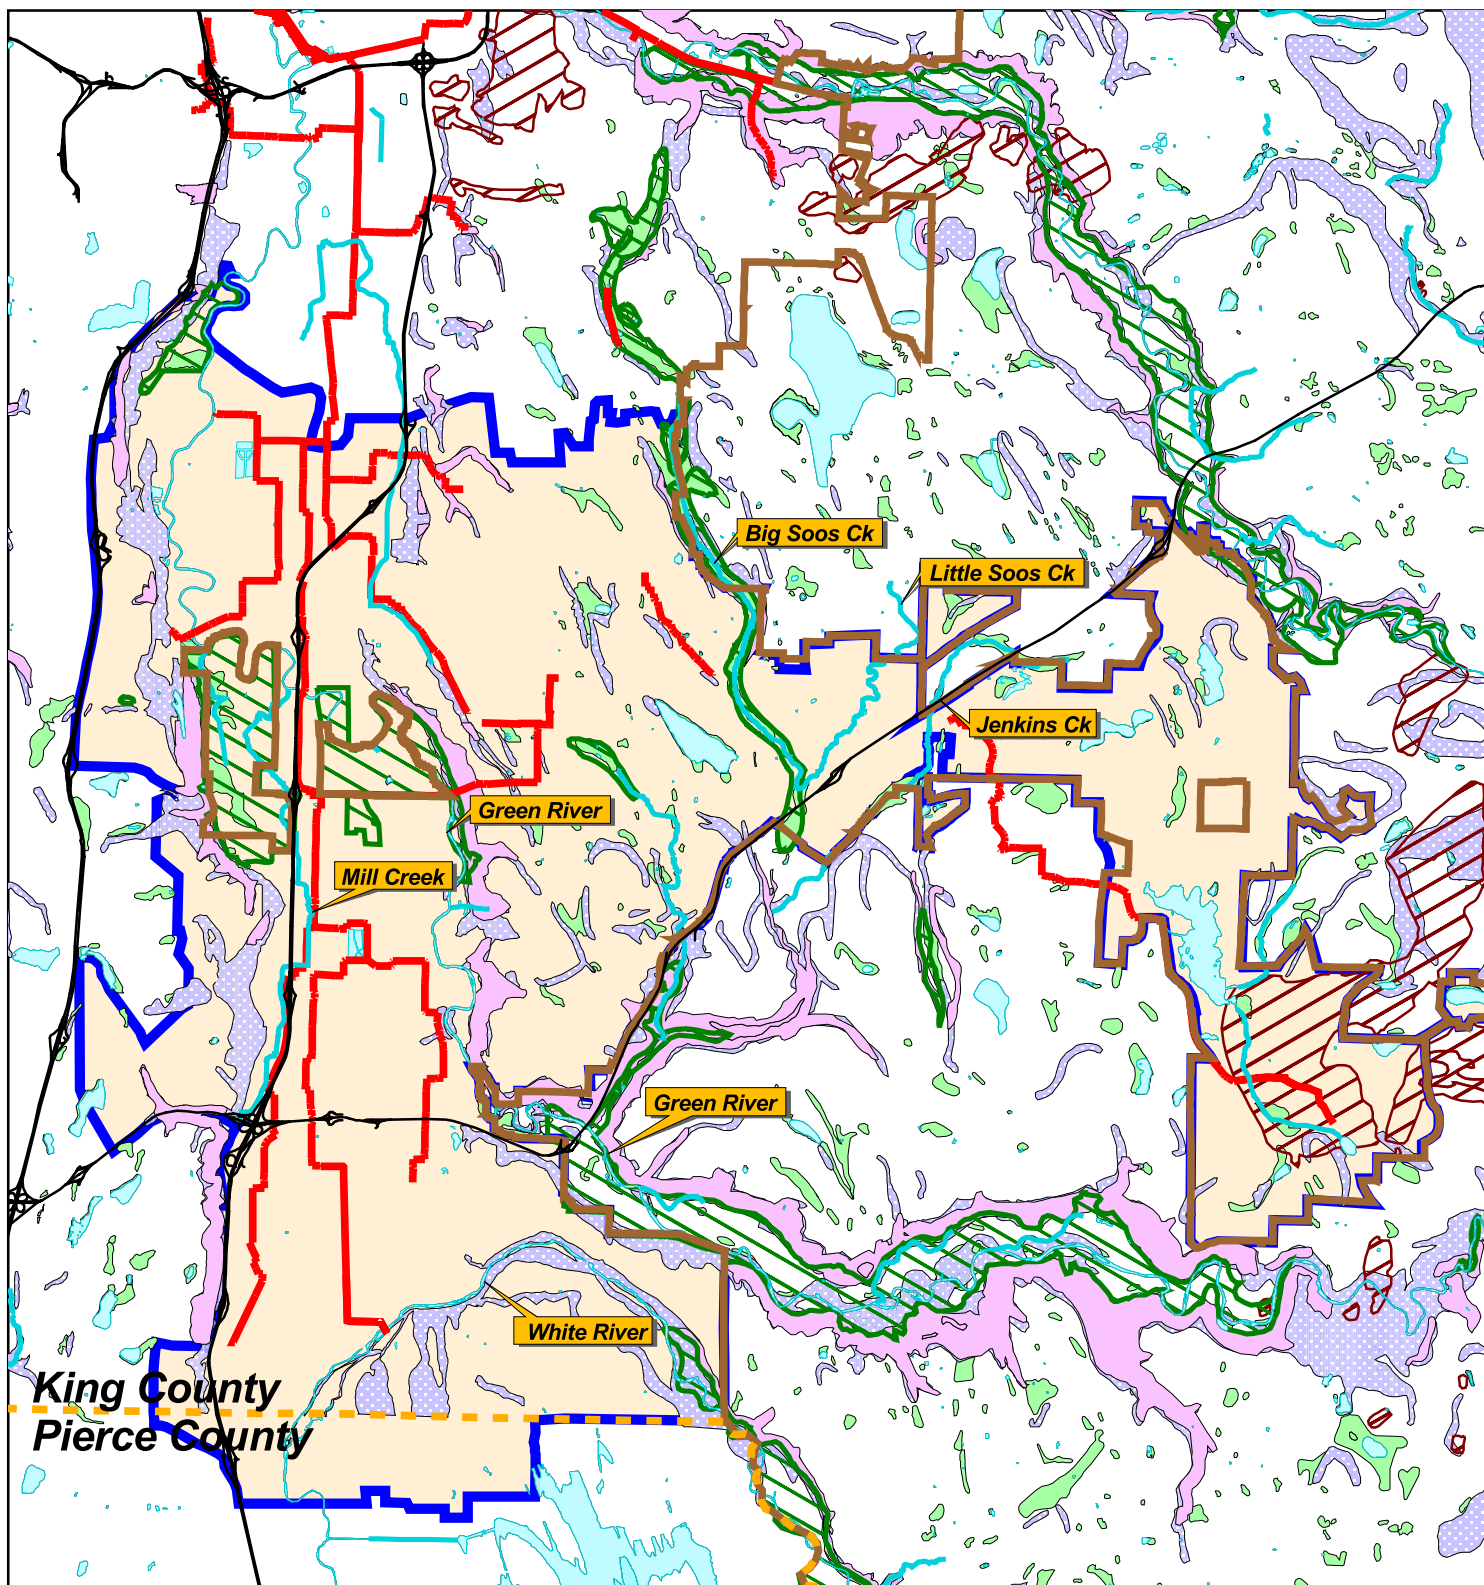 Big Soos Ck
Little Soos Ck
Jenkins Ck
Green River
Mill Creek
Green River
White River
King County
Pierce County